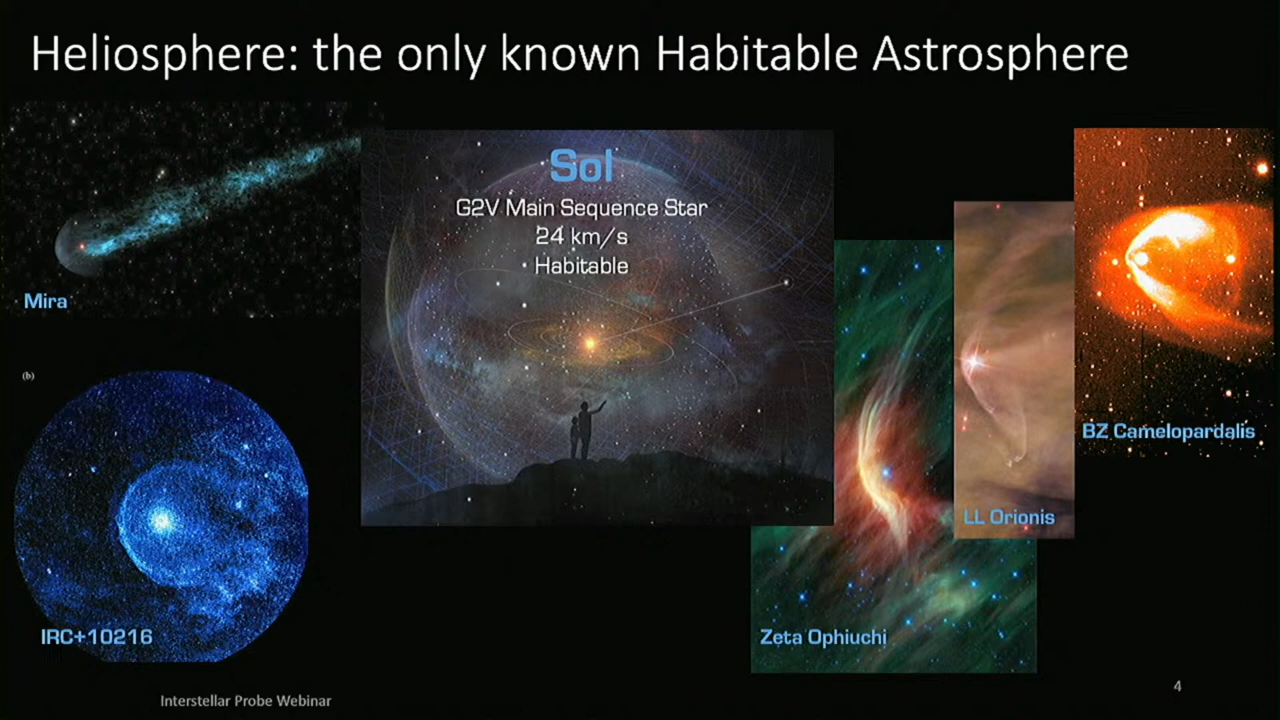 Heliosphere: the only known Habitable Astrosphere
Mira
(b)
IRC+10216
Sol
G2V Main Sequence Star
24 km/s
Habitable
Zeta Ophiuchi
LL Orionis
BZ Camelopardalis
Interstellar Probe Webinar
4